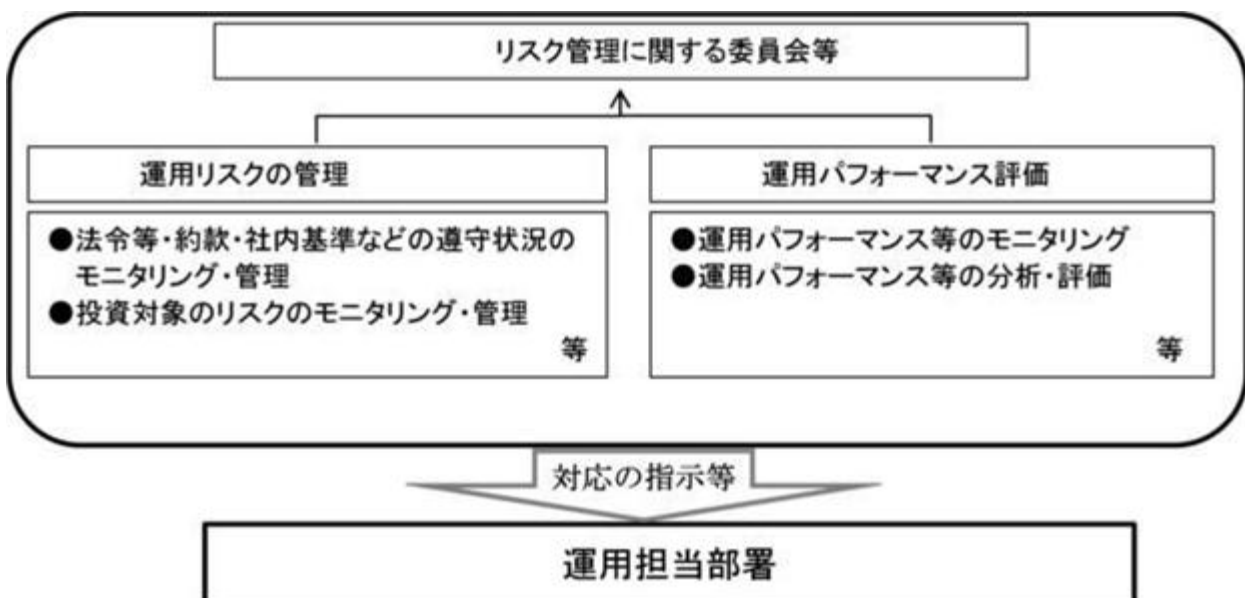 リスク管理に関する委員会等
運用リスクの管理
運用パフォーマンス評価
●法令等・約款・社内基準などの遵守状況の
モニタリング・管理
●投資対象のリスクのモニタリング・管理
等
●運用パフォーマンス等のモニタリング
●運用パフォーマンス等の分析・評価
等
対応の指示等
運用担当部署